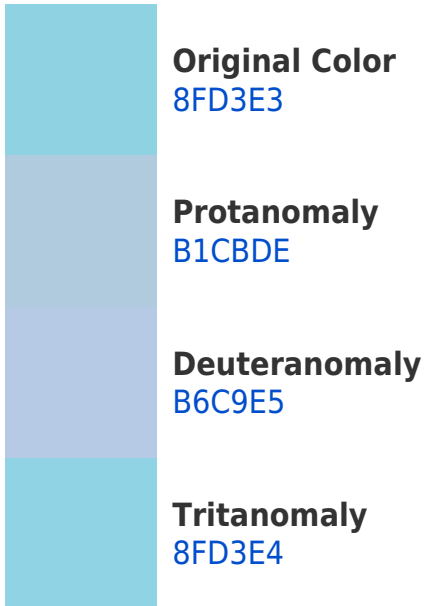 Original Color
8FD3E3
Protanomaly
B1CBDE
Deuteranomaly
B6C9E5
Tritanomaly
8FD3E4